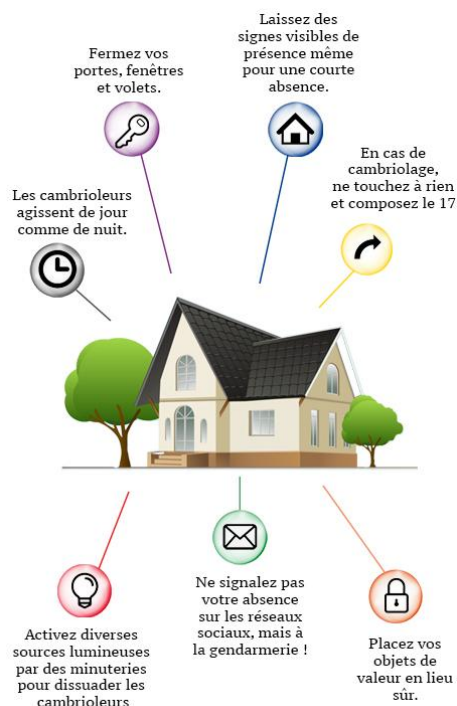 Fermez vos
portes, fenêtres
et volets.
Laissez des
signes visibles de
présence même
pour une courte
absence.
Les cambrioleurs
agissent de jour
comme de nuit.
En cas de
cambriolage,
ne touchez à rien
et composez le 17
Activez diverses
sources lumineuses
par des minuteries
pour dissuader les
cambrioleurs
Ne signalez pas
votre absence
sur les réseaux
sociaux, mais à
la gendarmerie !
Placez vos
objets de
valeur en lieu
sûr.